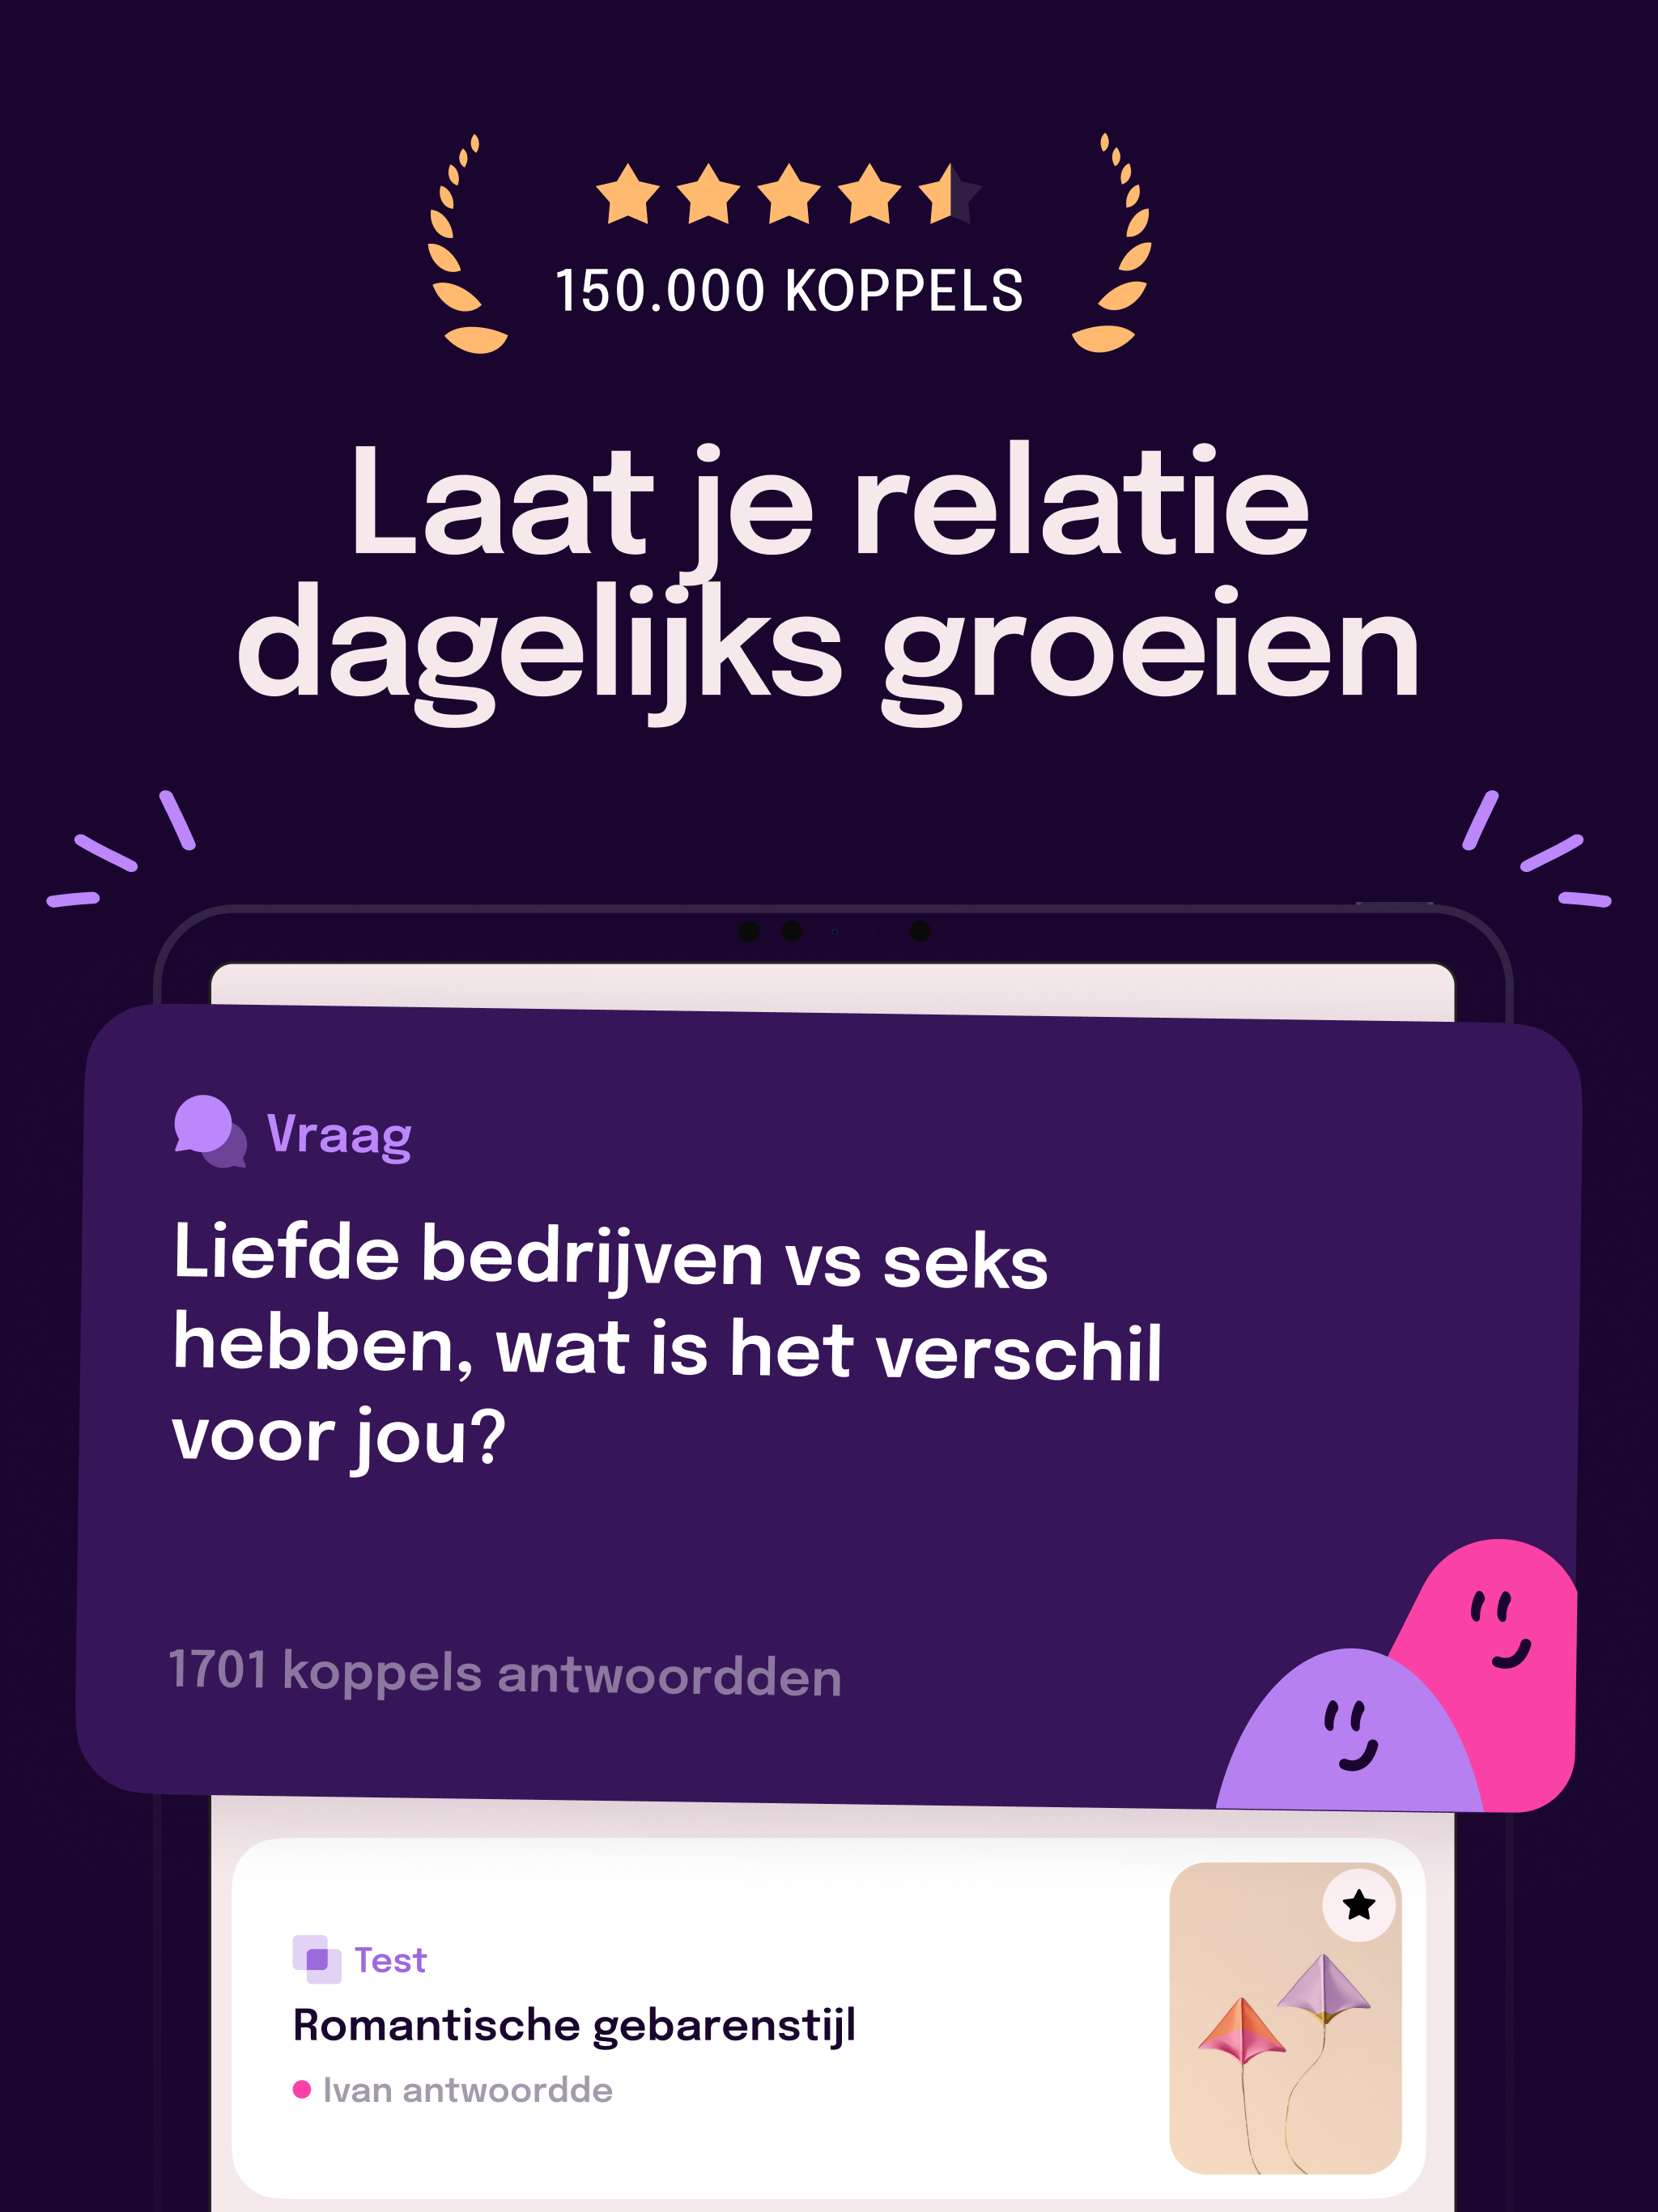 150.000 KOPPELS
Laat je relatie
dagelijks groeien
Vraag
Liefde bedrijven vs seks
hebben, wat is het verschil
voor jou?
1701 koppels antwoordden
Test
Romantische gebarenstijl
Ivan antwoordde